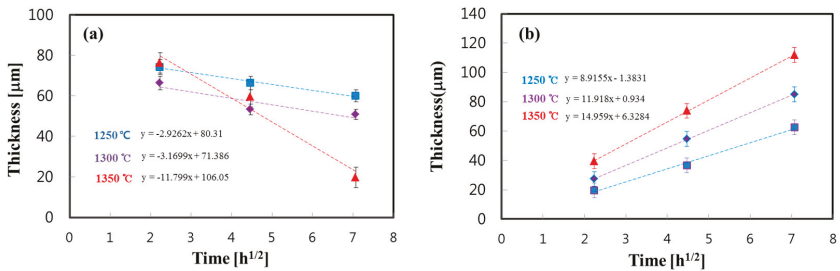 (a)
100
80
60
40
20
0
Thickness [μm]
1250℃ y = -2.9262x + 80.31
1300 ℃ y = -3.1699x + 71.386
1350 ℃ y = -11.799x + 106.05
0 1 2 3 4 5 6 7 8
Time [h1/2]
(b)
140
120
100
80
60
40
20
0
Thickness(μm)
1250 ℃ y = 8.9155x - 1.3831
1300 ℃ y = 11.918x + 0.934
1350 ℃ y = 14.959x + 6.3284
0 1 2 3 4 5 6 7 8
Time [h1/2]